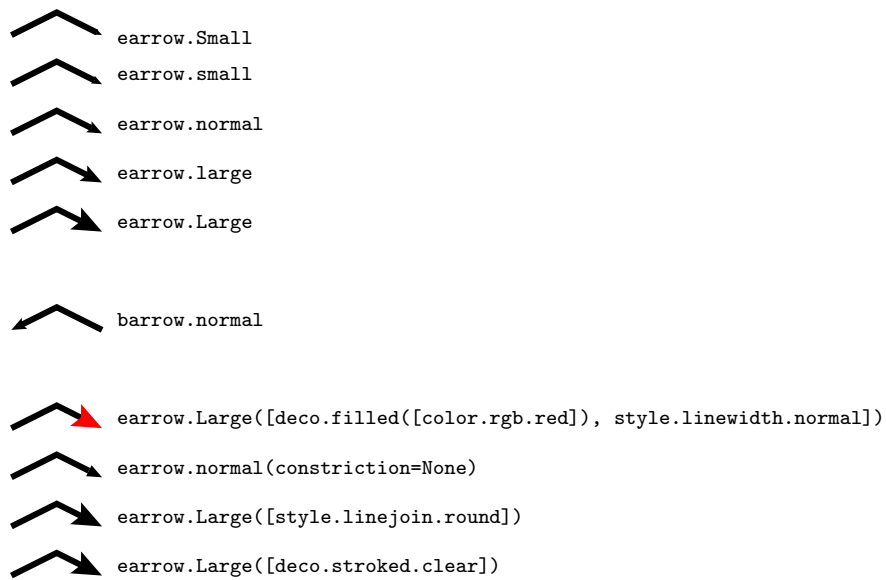 earrow.Small
earrow.small
earrow.normal
earrow.large
earrow.Large
barrow.normal
earrow.Large([deco.filled([color.rgb.red]), style.linewidth.normal])
earrow.normal(constriction=None)
earrow.Large([style.linejoin.round])
earrow.Large([deco.stroked.clear])